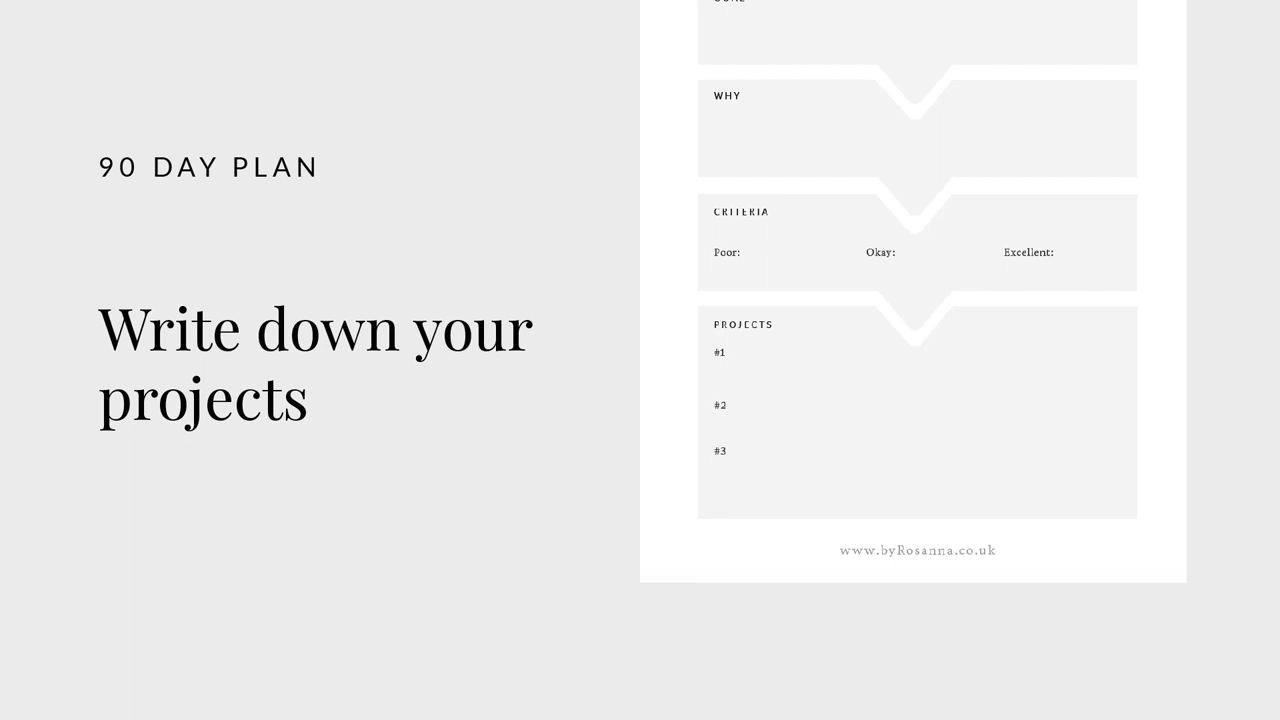 90 DAY PLAN
Write down your
projects
WHY
CRITERIA
Poor: Okay: Excellent:
PROJECTS
#1
#2
#3
www.byRosanna.co.uk